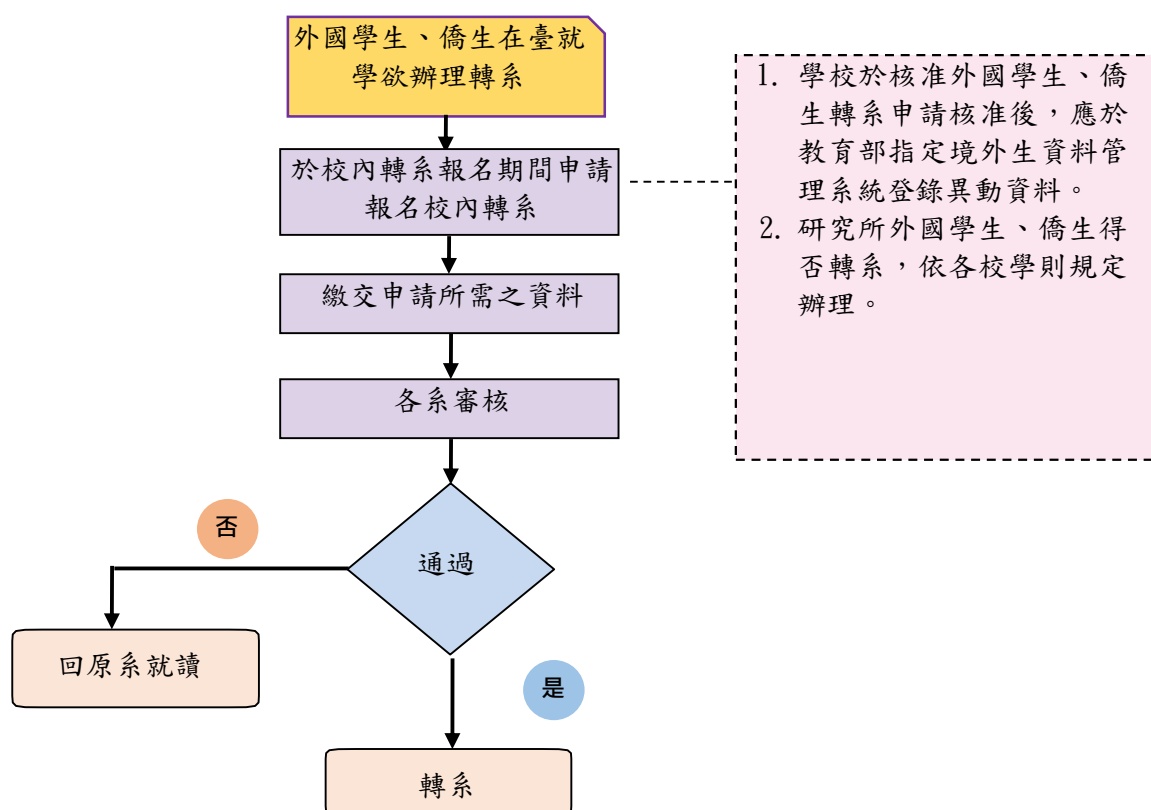 外國學生、僑生在臺就
學欲辦理轉系
於校內轉系報名期間申請
報名校內轉系
1. 學校於核准外國學生、僑
生轉系申請核准後，應於
教育部指定境外生資料管
理系統登錄異動資料。
2. 研究所外國學生、僑生得
否轉系，依各校學則規定
辦理。
繳交申請所需之資料
各系審核
通過
否
回原系就讀
是
轉系